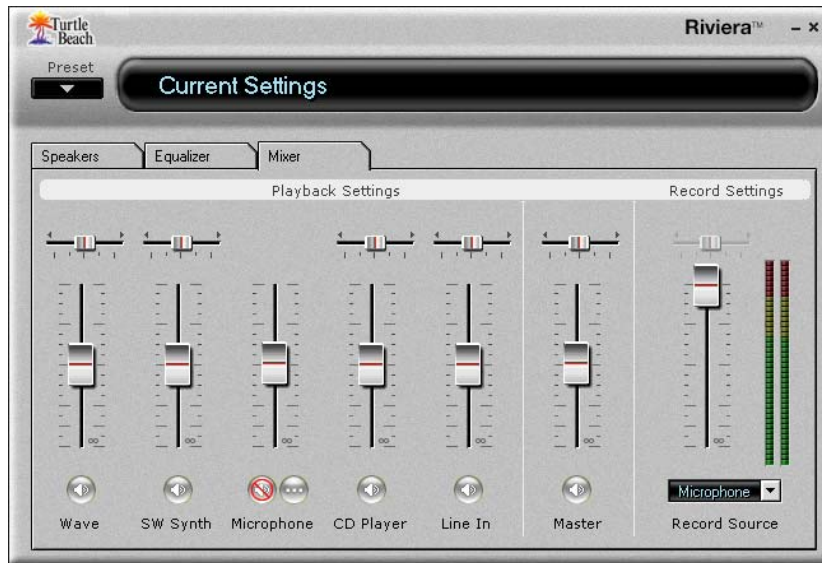 Turtle
Beach
Riviera™
Preset
Current Settings
Speakers
Equalizer
Mixer
Playback Settings
Record Settings
∞ ∞ ∞ ∞ ∞ ∞ ∞
Microphone
Wave
SW Synth
Microphone
CD Player
Line In
Master
Record Source